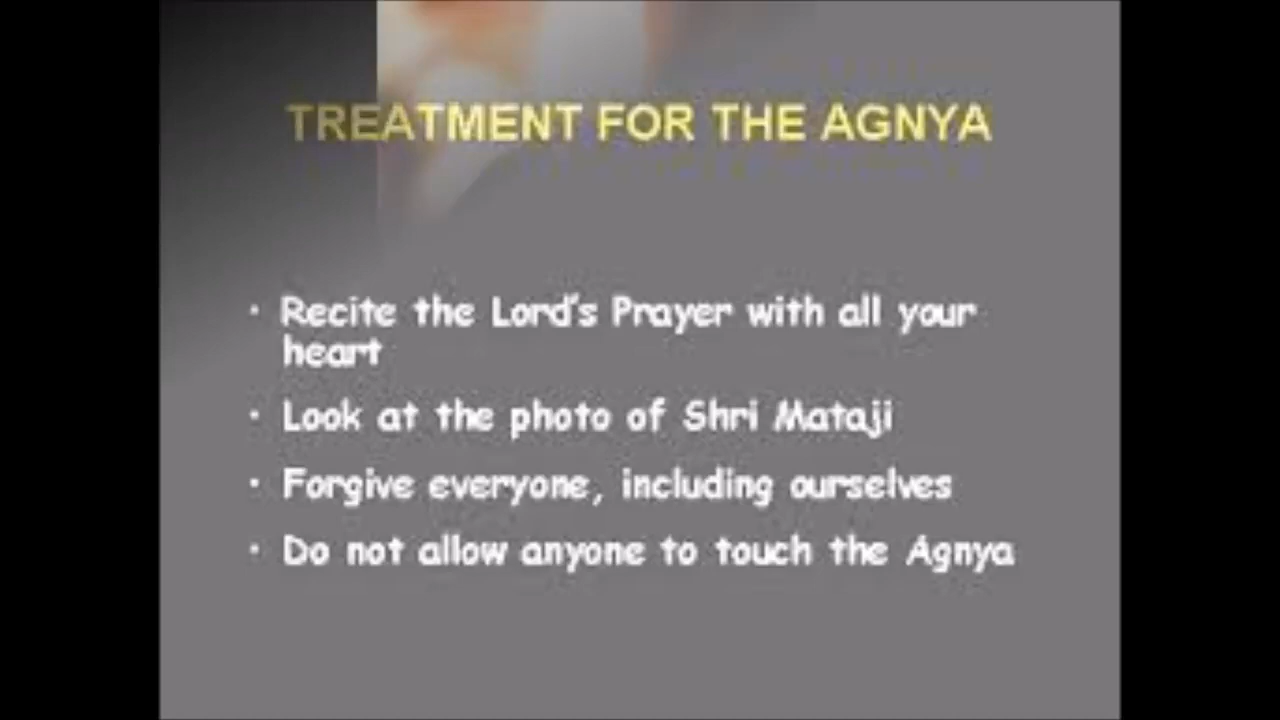 TREATMENT FOR THE AGNYA
• Recite the Lord's Prayer with all your
heart
• Look at the photo of Shri Mataji
• Forgive everyone, including ourselves
• Do not allow anyone to touch the Agnya